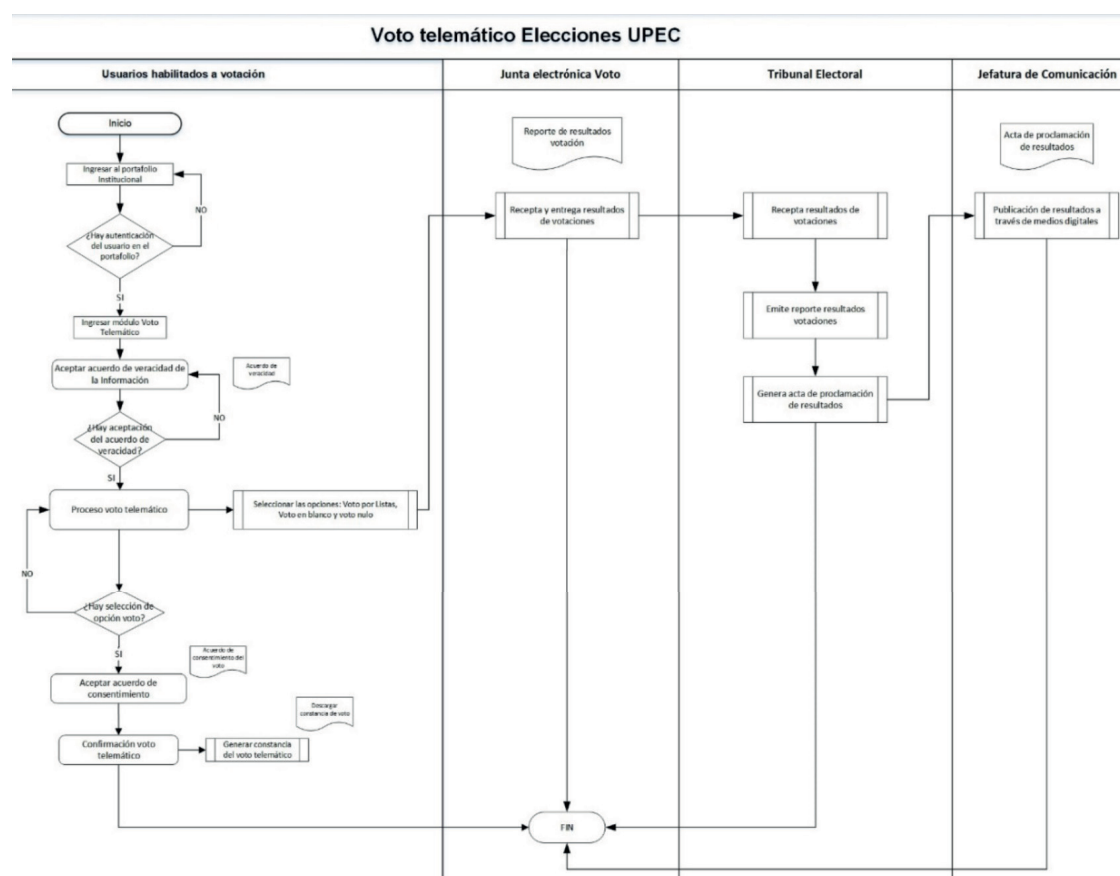 Voto telemático Elecciones UPEC
Usuarios habilitados a votación
Junta electrónica Voto
Tribunal Electoral
Jefatura de Comunicación
Inicio
Ingresar al portafolio
Institucional
NO
¿Hay autenticación
del usuario en el
portafolio?
SI
Ingresar módulo Voto
Telemático
Aceptar acuerdo de veracidad de
la Información
Acuerdo de
veracidad
NO
¿Hay aceptación
del acuerdo de
veracidad?
SI
Proceso voto telemático
Seleccionar las opciones: Voto por Listas,
Voto en blanco y voto nulo
NO
¿Hay selección de
opción voto?
SI
Acuerdo de
consentimiento del
voto
Aceptar acuerdo de
consentimiento
Descargar
constancia de voto
Confirmación voto
telemático
Generar constancia
del voto telemático
Reporte de resultados
votación
Recepta y entrega resultados
de votaciones
Recepta resultados de
votaciones
Emite reporte resultados
votaciones
Genera acta de proclamación
de resultados
Acta de proclamación
de resultados
Publicación de resultados a
través de medios digitales
FIN